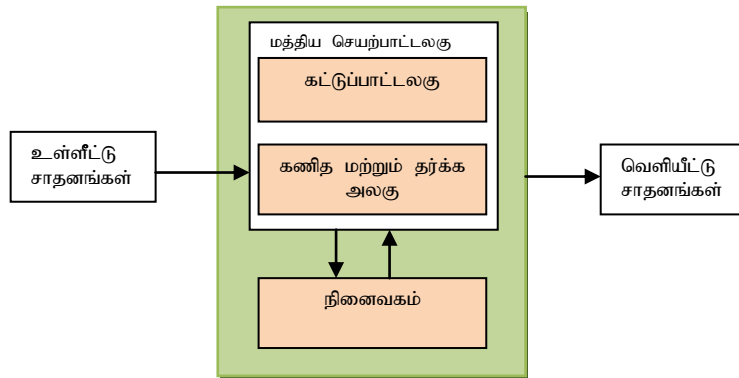 மத்திய செயற்பாட்டலகு
கட்டுப்பாட்டலகு
உள்ளீட்டு
சாதனங்கள்
கணித மற்றும் தர்க்க
அலகு
வெளியீட்டு
சாதனங்கள்
நினைவகம்